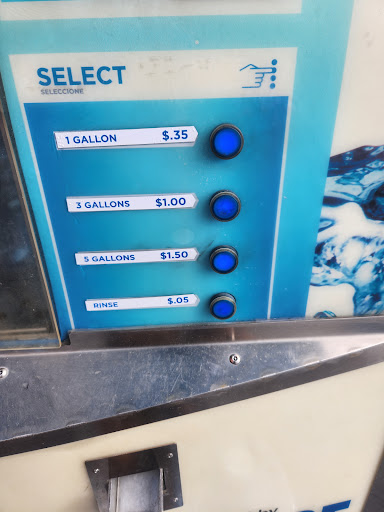 SELECT
SELECCIONE
1 GALLON $.35
3 GALLONS $1.00
5 GALLONS $1.50
RINSE $.05